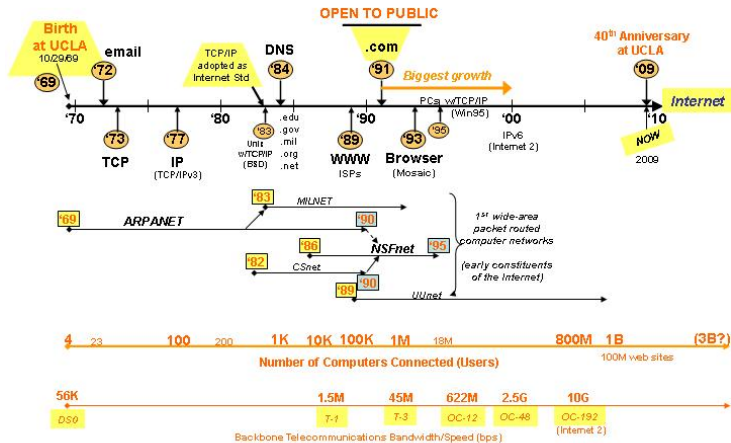 OPEN TO PUBLIC
Birth
at UCLA
10/29/69
email
TCP/IP
adopted as
Internet Std
DNS
.com
40th Anniversary
at UCLA
'69
'72
'84
'91
Biggest growth
'09
PCs w/TCP/IP
(Win95)
Internet
'70
'80
'90
'00
'10
'73
'77
'83
'89
'93
'95
NOW
2009
TCP
IP
(TCP/IPv3)
Unix
w/TCP/IP
(BSD)
.edu
.gov
.mil
.org
.net
WWW
ISPs
Browser
(Mosaic)
IPv6
(Internet 2)
'83
MILNET
'69
ARPANET
'90
'86
NSFnet
'95
'82
CSnet
'90
'89
UUnet
1st wide-area
packet routed
computer networks
(early constituents
of the Internet)
4
23
100
200
1K
10K
100K
1M
18M
800M
1B
(3B?)
100M web sites
Number of Computers Connected (Users)
56K
1.5M
45M
622M
2.5G
10G
DS0
T-1
T-3
OC-12
OC-48
OC-192
(Internet 2)
Backbone Telecommunications Bandwidth/Speed (bps)